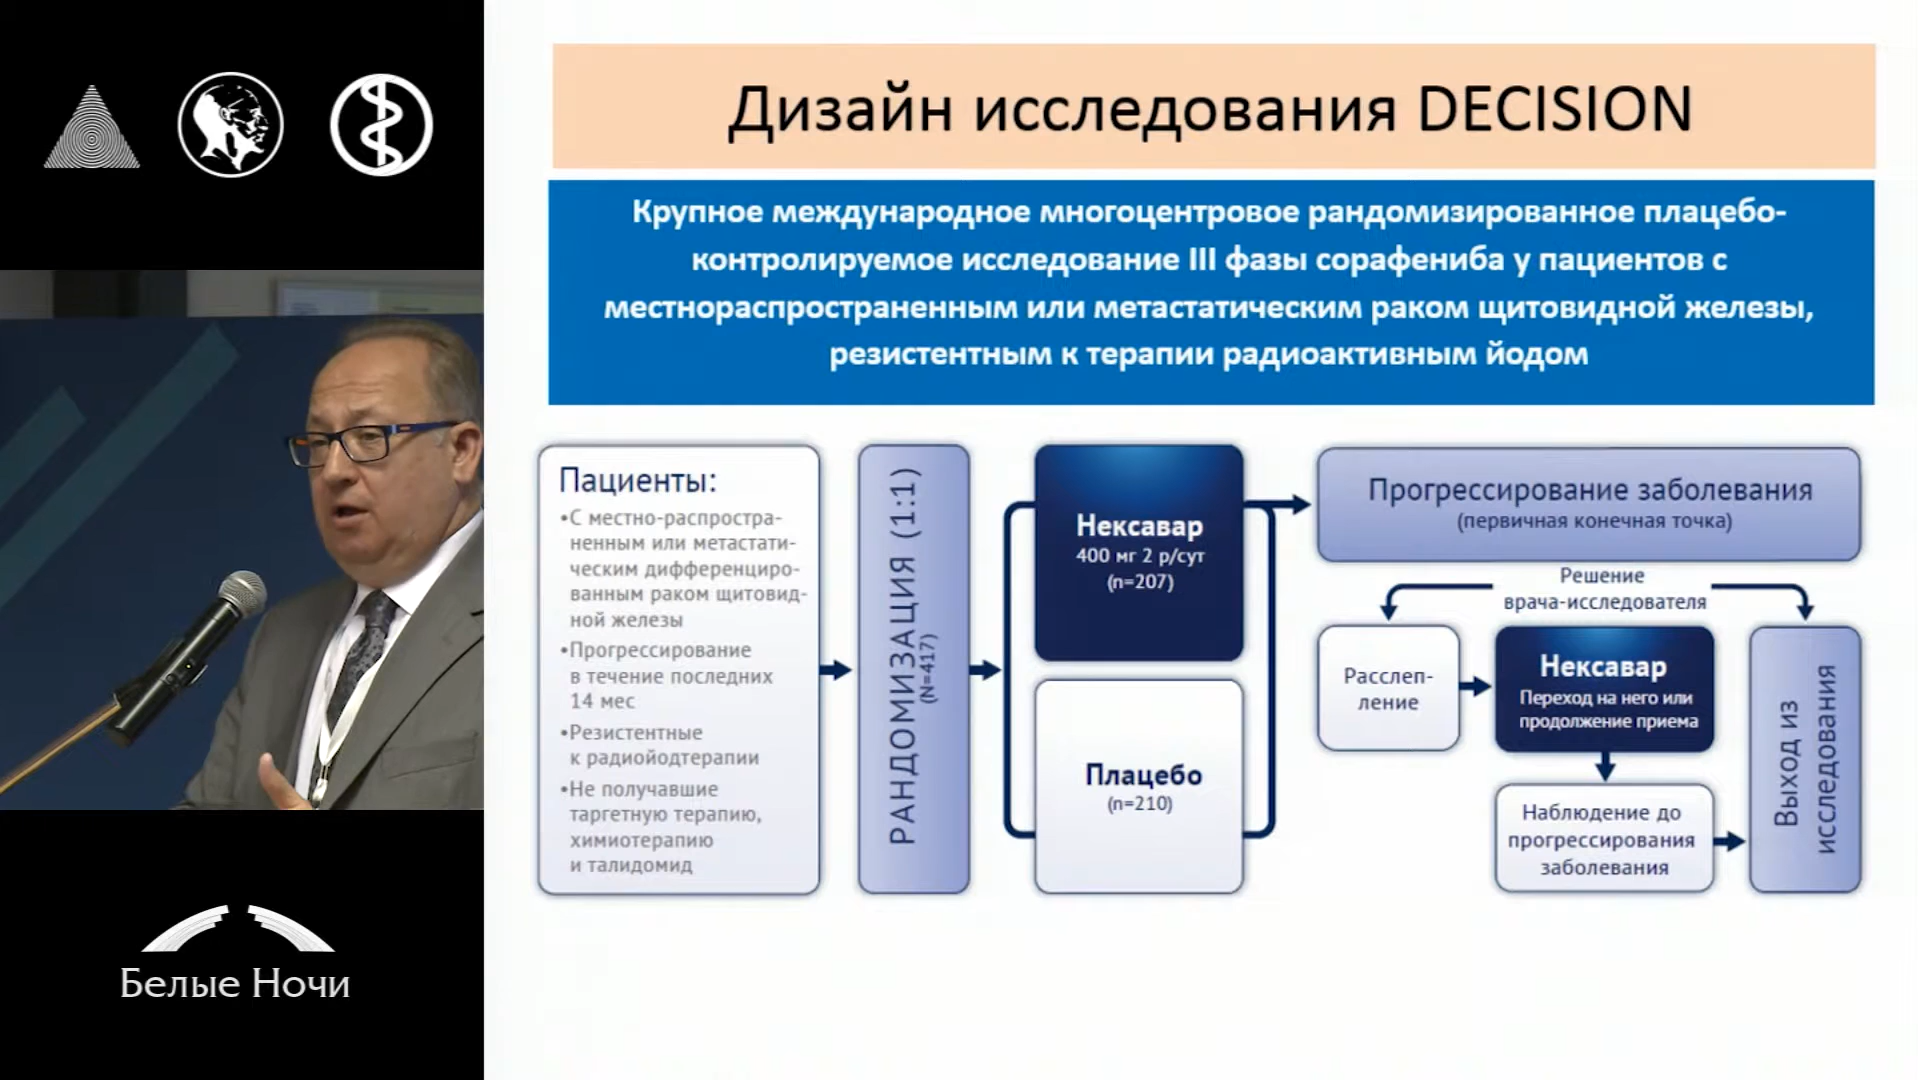 Дизайн исследования DECISION
Крупное международное многоцентровое рандомизированное плацебо-
контролируемое исследование III фазы сорафениба у пациентов с
местнораспространенным или метастатическим раком щитовидной железы,
резистентным к терапии радиоактивным йодом
Пациенты:
•С местно-распростра-
ненным или метастати-
ческим дифференциро-
ванным раком щитовид-
ной железы
•Прогрессирование
в течение последних
14 мес
•Резистентные
к радиойодтерапии
•Не получавшие
таргетную терапию,
химиотерапию
и талидомид
РАНДОМИЗАЦИЯ (1:1)
(N=417)
Нексавар
400 мг 2 р/сут
(n=207)
Плацебо
(n=210)
Прогрессирование заболевания
(первичная конечная точка)
Решение
врача-исследователя
Расслеп-
ление
Нексавар
Переход на него или
продолжение приема
Наблюдение до
прогрессирования
заболевания
Выход из
исследования
Белые Ночи